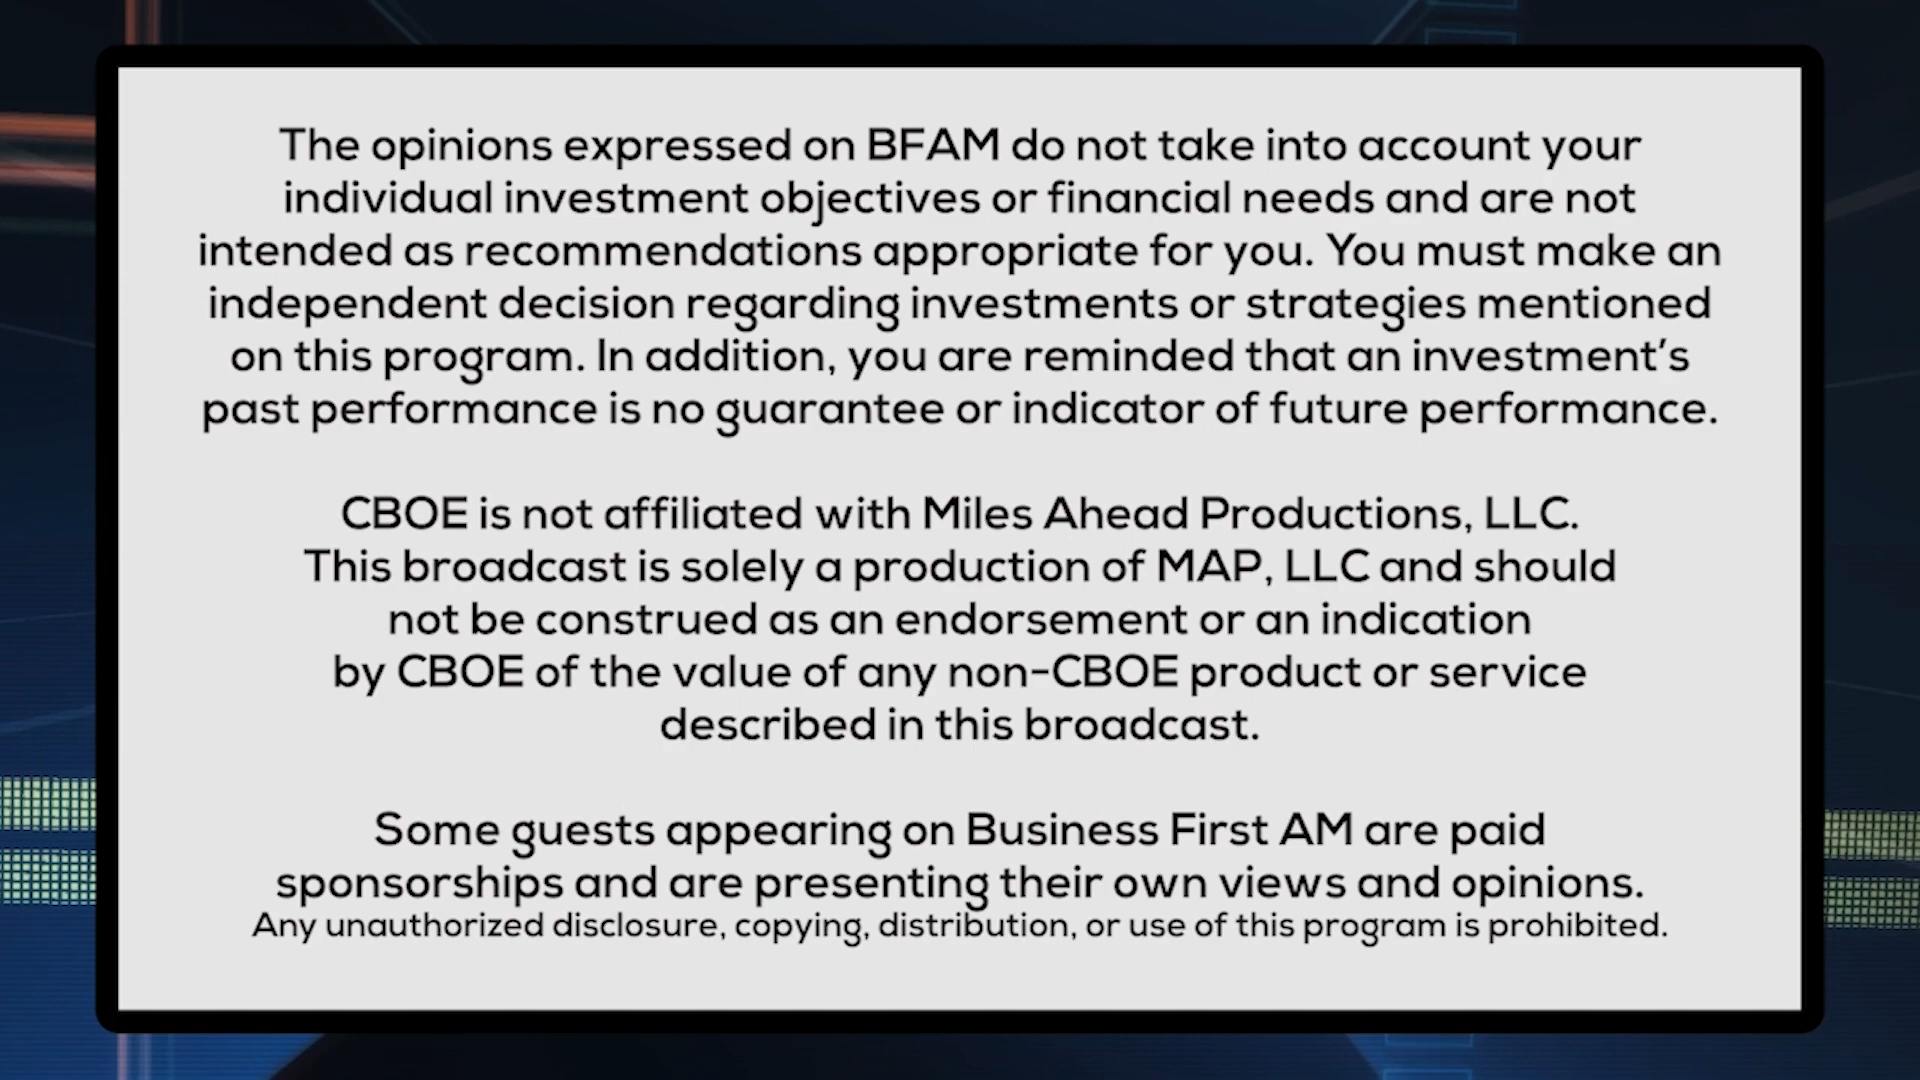 The opinions expressed on BFAM do not take into account your
individual investment objectives or financial needs and are not
intended as recommendations appropriate for you. You must make an
independent decision regarding investments or strategies mentioned
on this program. In addition, you are reminded that an investment’s
past performance is no guarantee or indicator of future performance.
CBOE is not affiliated with Miles Ahead Productions, LLC.
This broadcast is solely a production of MAP, LLC and should
not be construed as an endorsement or an indication
by CBOE of the value of any non-CBOE product or service
described in this broadcast.
Some guests appearing on Business First AM are paid
sponsorships and are presenting their own views and opinions.
Any unauthorized disclosure, copying, distribution, or use of this program is prohibited.